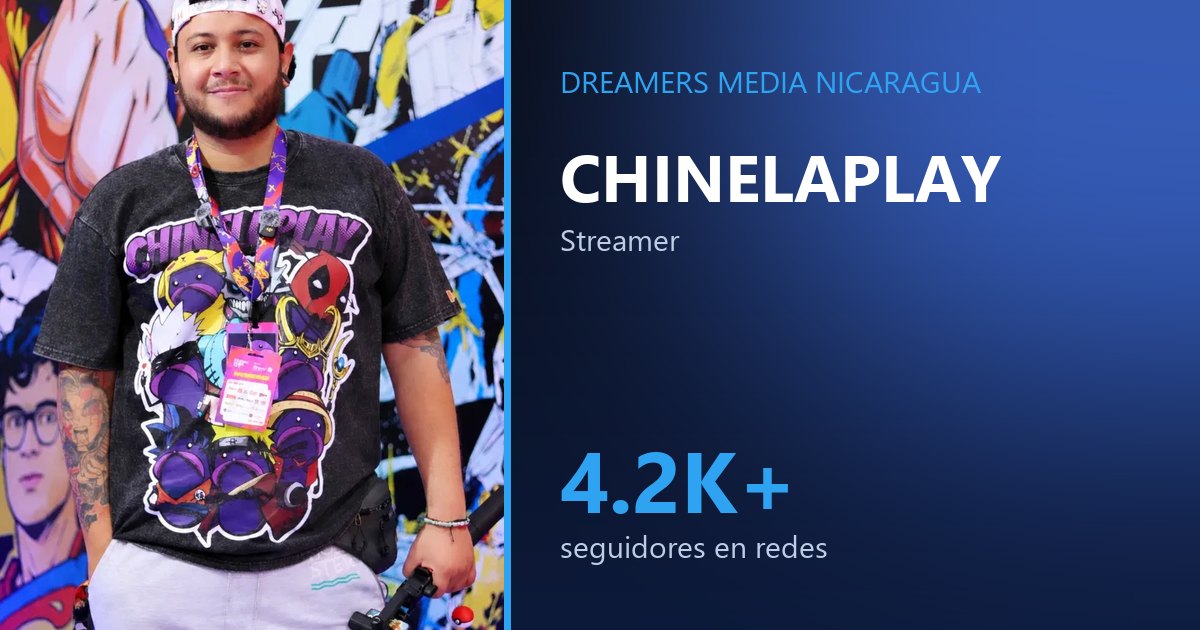 DREAMERS MEDIA NICARAGUA
CHINELAPLAY
Streamer
4.2K+
seguidores en redes
CHINELAPLAY